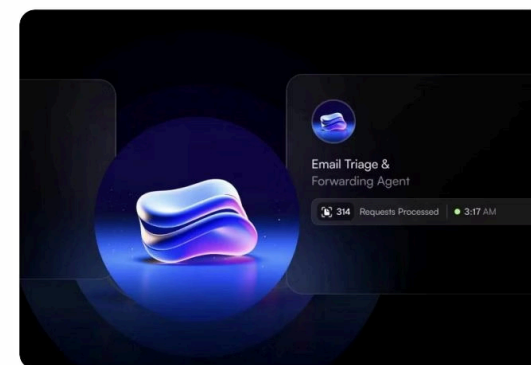 Email Triage &
Forwarding Agent
314 Requests Processed 3:17 AM